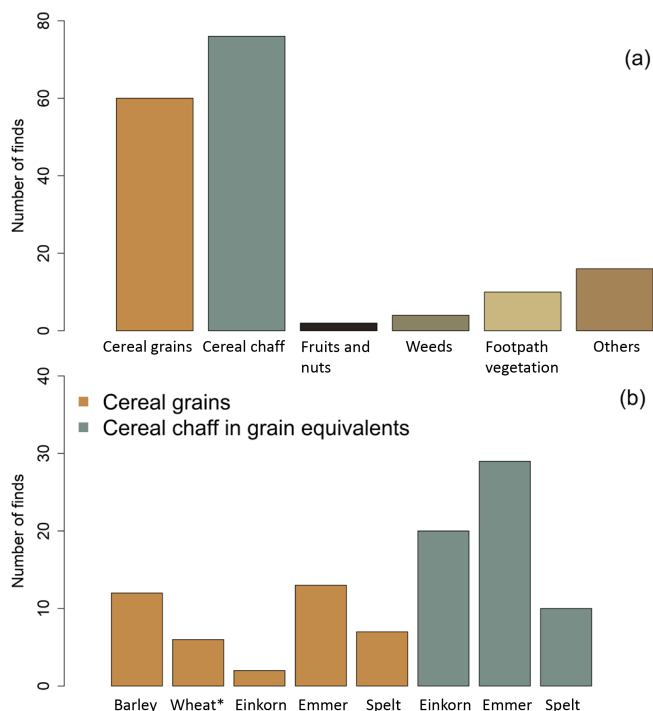 (a)
Number of finds
80
60
40
20
0
Cereal grains Cereal chaff Fruits and nuts Weeds Footpath vegetation Others
(b)
Cereal grains
Cereal chaff in grain equivalents
Number of finds
40
30
20
10
0
Barley Wheat* Einkorn Emmer Spelt Einkorn Emmer Spelt